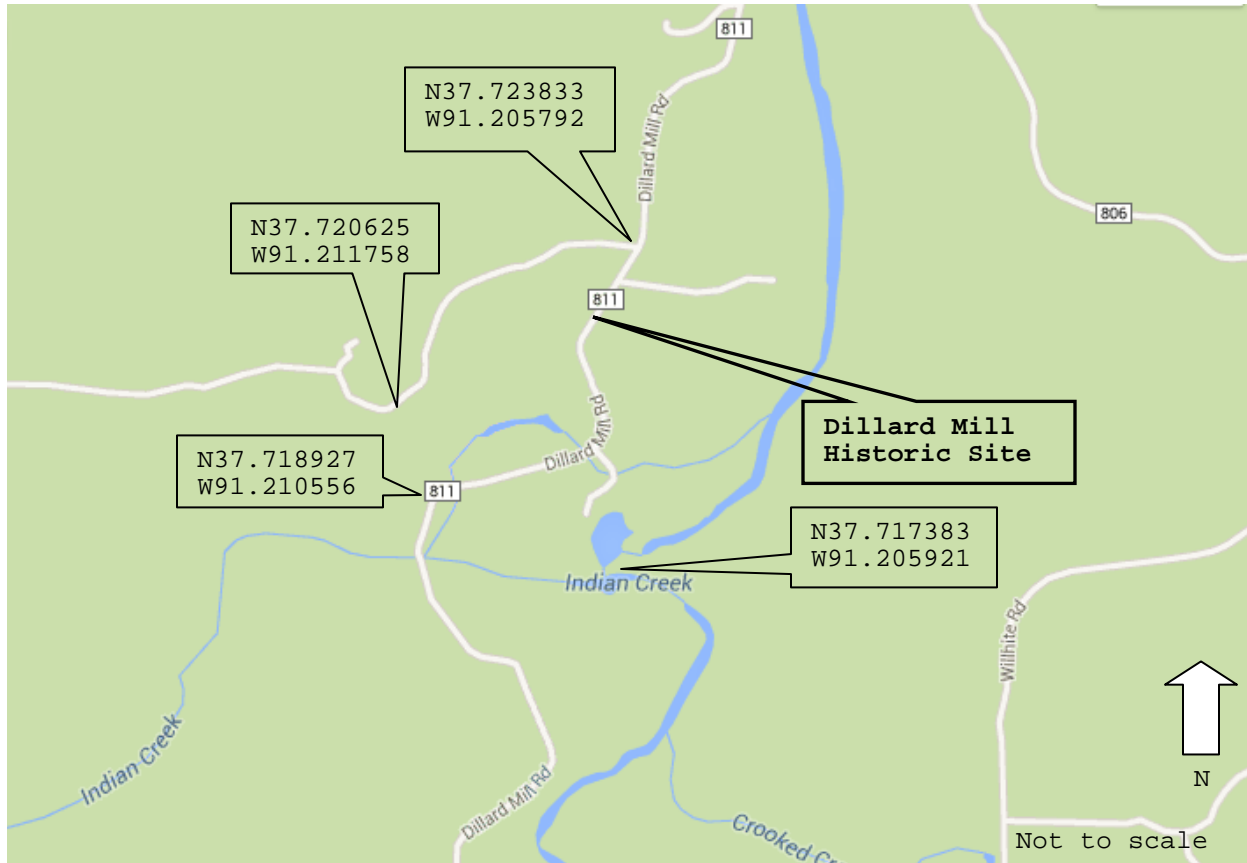 811
N37.723833
W91.205792
Dillard Mill Rd
N37.720625
W91.211758
806
811
Dillard Mill
Historic Site
Dillard Mill Rd
N37.718927
W91.210556
811
N37.717383
W91.205921
Indian Creek
Willhite Rd
Indian Creek
N
Dillard Mill Rd
Crooked
Not to scale